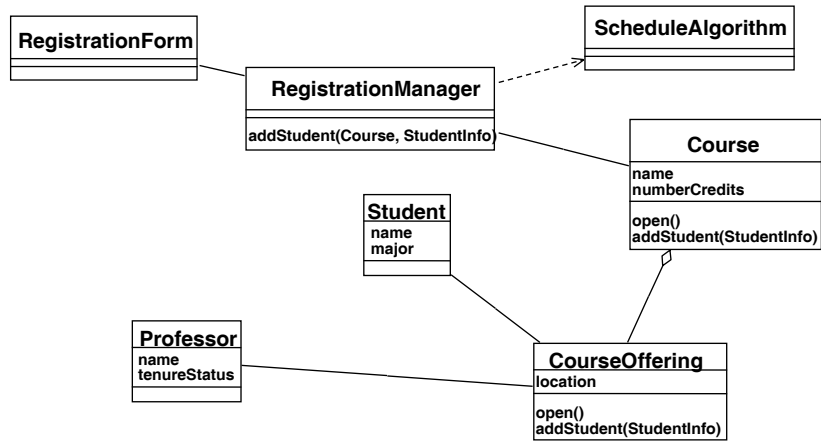 RegistrationForm
ScheduleAlgorithm
RegistrationManager
addStudent(Course, StudentInfo)
Course
name
numberCredits
open()
addStudent(StudentInfo)
Student
name
major
Professor
name
tenureStatus
CourseOffering
location
open()
addStudent(StudentInfo)